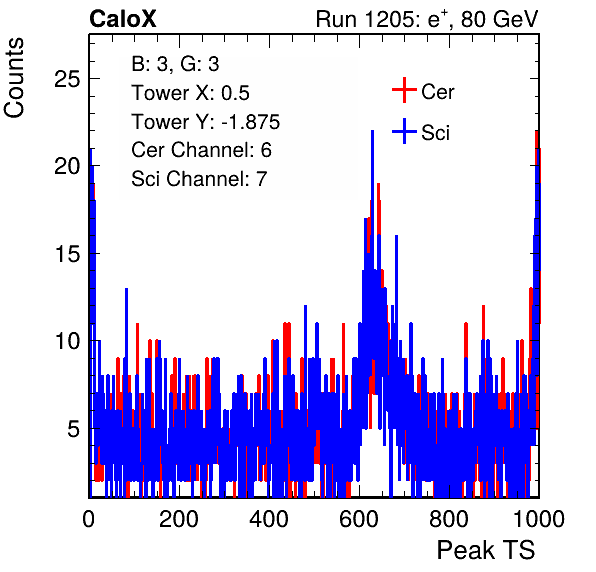 CaloX Run 1205: e⁺, 80 GeV
Counts
B: 3, G: 3
Tower X: 0.5
Tower Y: -1.875
Cer Channel: 6
Sci Channel: 7
Cer
Sci
25
20
15
10
5
0 200 400 600 800 1000
Peak TS